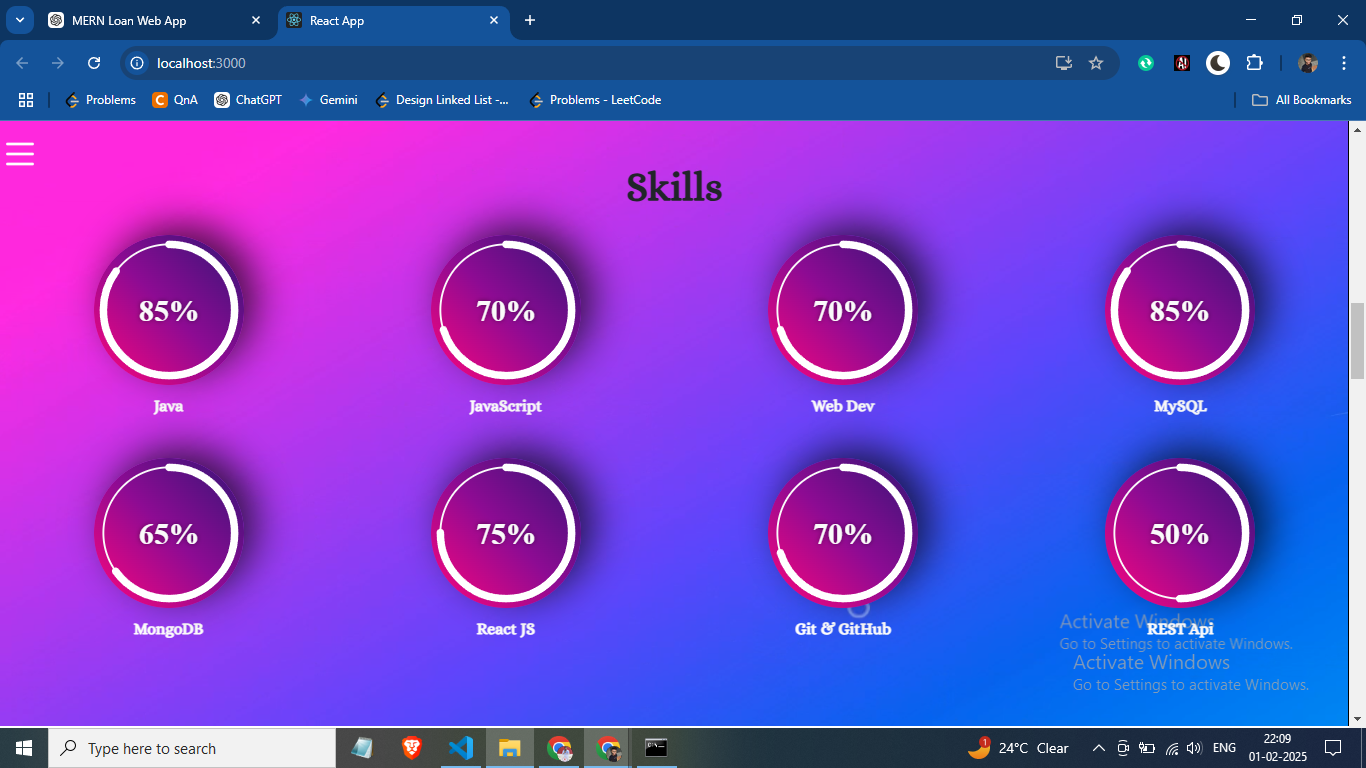 MERN Loan Web App
React App
localhost:3000
Problems
QnA
ChatGPT
Gemini
Design Linked List -...
Problems - LeetCode
All Bookmarks
Skills
85%
70%
70%
85%
Java
JavaScript
Web Dev
MySQL
65%
75%
70%
50%
MongoDB
React JS
Git & GitHub
REST Api
Activate Windows
Go to Settings to activate Windows.
Activate Windows
Go to Settings to activate Windows.
Type here to search
1
24°C Clear
ENG
22:09
01-02-2025